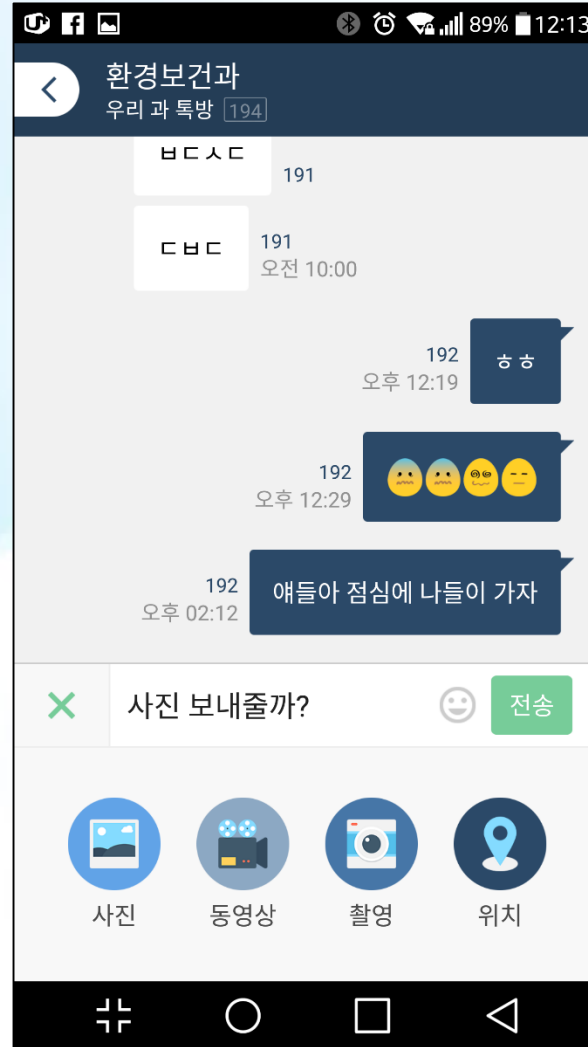 89% 12:13
환경보건과
우리 과 톡방 194
ㅂㄷㅅㄷ
191
ㄷㅂㄷ
191
오전 10:00
192
오후 12:19
ㅎㅎ
192
오후 12:29
192
오후 02:12
얘들아 점심에 나들이 가자
사진 보내줄까?
전송
사진 동영상 촬영 위치